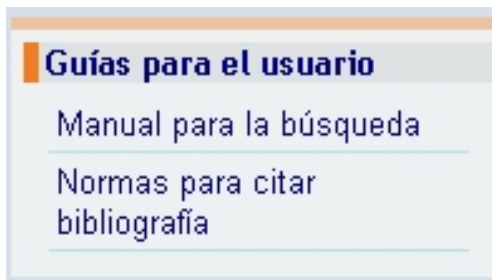 Guías para el usuario
Manual para la búsqueda
Normas para citar
bibliografía